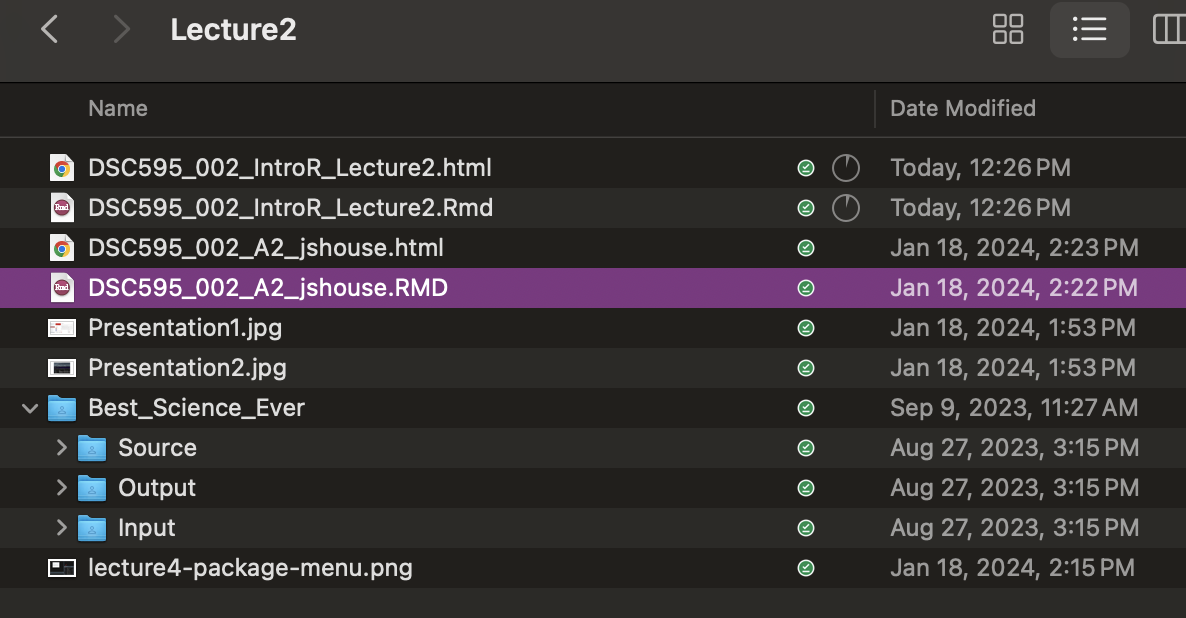 Lecture2
Name Date Modified
DSC595_002_IntroR_Lecture2.html Today, 12:26 PM
Rmd DSC595_002_IntroR_Lecture2.Rmd Today, 12:26 PM
DSC595_002_A2_jshouse.html Jan 18, 2024, 2:23 PM
Rmd DSC595_002_A2_jshouse.RMD Jan 18, 2024, 2:22 PM
Presentation1.jpg Jan 18, 2024, 1:53 PM
Presentation2.jpg Jan 18, 2024, 1:53 PM
Best_Science_Ever Sep 9, 2023, 11:27 AM
Source Aug 27, 2023, 3:15 PM
Output Aug 27, 2023, 3:15 PM
Input Aug 27, 2023, 3:15 PM
lecture4-package-menu.png Jan 18, 2024, 2:15 PM